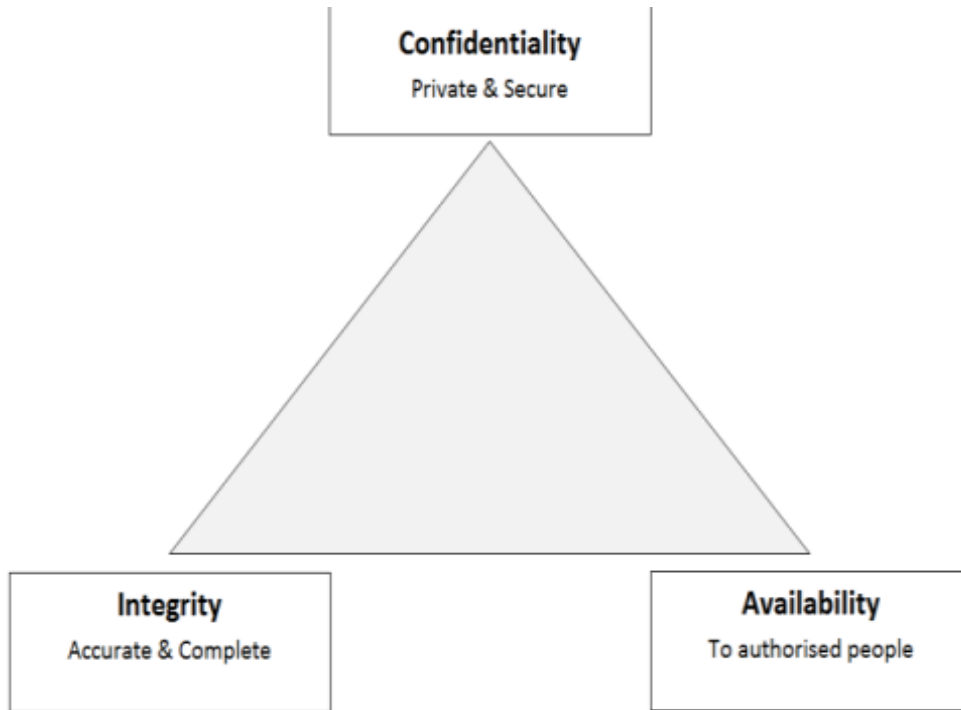 Confidentiality
Private & Secure
Integrity
Accurate & Complete
Availability
To authorised people